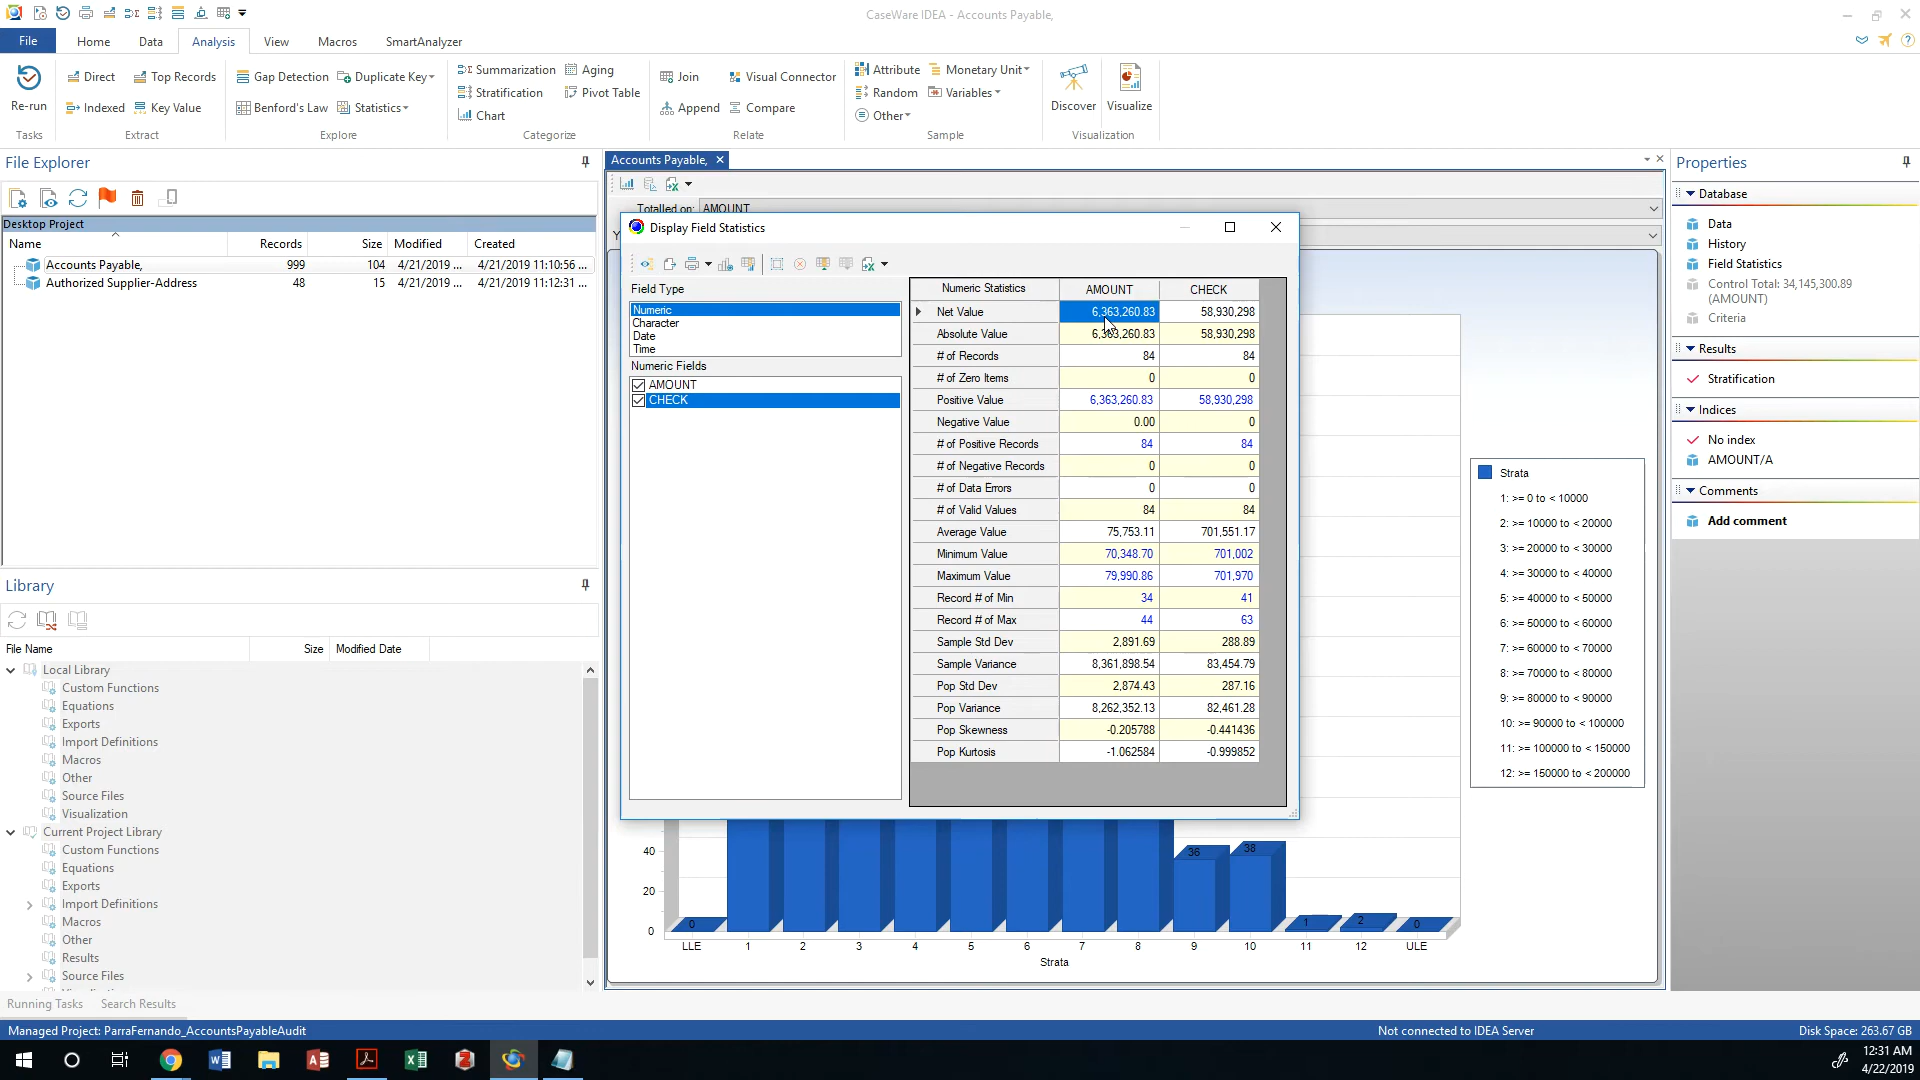 CaseWare IDEA - Accounts Payable,
File
Home
Data
Analysis
View
Macros
SmartAnalyzer
Re-run
Tasks
Direct
Top Records
Indexed
Key Value
Extract
Gap Detection
Duplicate Key
Benford's Law
Statistics
Explore
Summarization
Aging
Stratification
Pivot Table
Chart
Categorize
Join
Visual Connector
Append
Compare
Relate
Attribute
Monetary Unit
Random
Variables
Other
Sample
Discover
Visualize
Visualization
File Explorer
Desktop Project
Name Records Size Modified Created
Accounts Payable, 999 104 4/21/2019 ... 4/21/2019 11:10:56 ...
Authorized Supplier-Address 48 15 4/21/2019 ... 4/21/2019 11:12:31 ...
Library
File Name Size Modified Date
Local Library
Custom Functions
Equations
Exports
Import Definitions
Macros
Other
Source Files
Visualization
Current Project Library
Custom Functions
Equations
Exports
Import Definitions
Macros
Other
Results
Source Files
Running Tasks Search Results
Accounts Payable,
Totalled on: AMOUNT
Display Field Statistics
Field Type
Numeric
Character
Date
Time
Numeric Fields
AMOUNT
CHECK
Numeric Statistics AMOUNT CHECK
Net Value 6,363,260.83 58,930,298
Absolute Value 6,363,260.83 58,930,298
# of Records 84 84
# of Zero Items 0 0
Positive Value 6,363,260.83 58,930,298
Negative Value 0.00 0
# of Positive Records 84 84
# of Negative Records 0 0
# of Data Errors 0 0
# of Valid Values 84 84
Average Value 75,753.11 701,551.17
Minimum Value 70,348.70 701,002
Maximum Value 79,990.86 701,970
Record # of Min 34 41
Record # of Max 44 63
Sample Std Dev 2,891.69 288.89
Sample Variance 8,361,898.54 83,454.79
Pop Std Dev 2,874.43 287.16
Pop Variance 8,262,352.13 82,461.28
Pop Skewness -0.205788 -0.441436
Pop Kurtosis -1.062584 -0.999852
Strata
1: >= 0 to < 10000
2: >= 10000 to < 20000
3: >= 20000 to < 30000
4: >= 30000 to < 40000
5: >= 40000 to < 50000
6: >= 50000 to < 60000
7: >= 60000 to < 70000
8: >= 70000 to < 80000
9: >= 80000 to < 90000
10: >= 90000 to < 100000
11: >= 100000 to < 150000
12: >= 150000 to < 200000
40
20
0
0 36 38 1 2 0
LLE 1 2 3 4 5 6 7 8 9 10 11 12 ULE
Strata
Properties
Database
Data
History
Field Statistics
Control Total: 34,145,300.89
(AMOUNT)
Criteria
Results
Stratification
Indices
No index
AMOUNT/A
Comments
Add comment
Managed Project: ParraFernando_AccountsPayableAudit
Not connected to IDEA Server
Disk Space: 263.67 GB
12:31 AM
4/22/2019